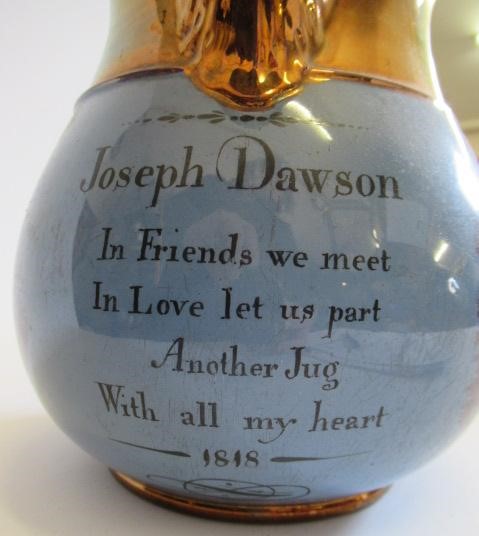 Joseph Dawson
In Friends we meet
In Love let us part
Another Jug
With all my heart
1818